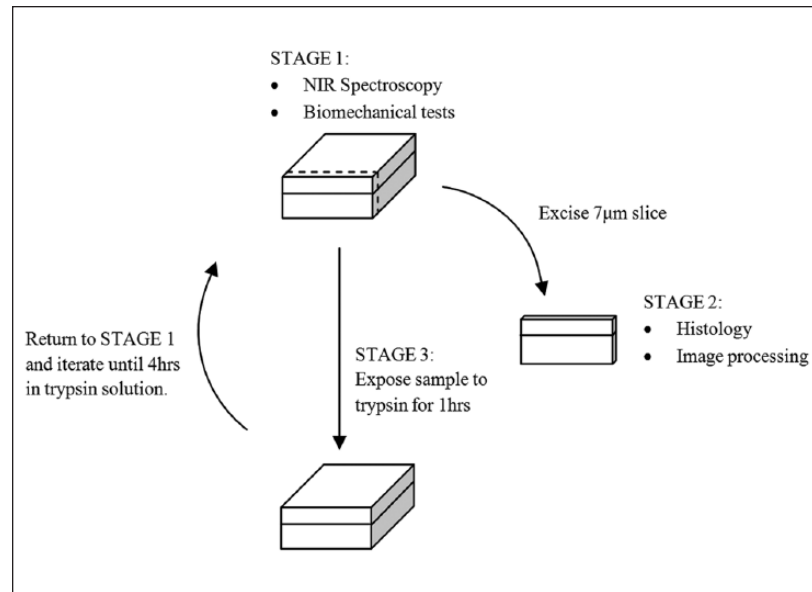 STAGE 1:
• NIR Spectroscopy
• Biomechanical tests
Excise 7µm slice
STAGE 2:
• Histology
• Image processing
STAGE 3:
Expose sample to
trypsin for 1hrs
Return to STAGE 1
and iterate until 4hrs
in trypsin solution.